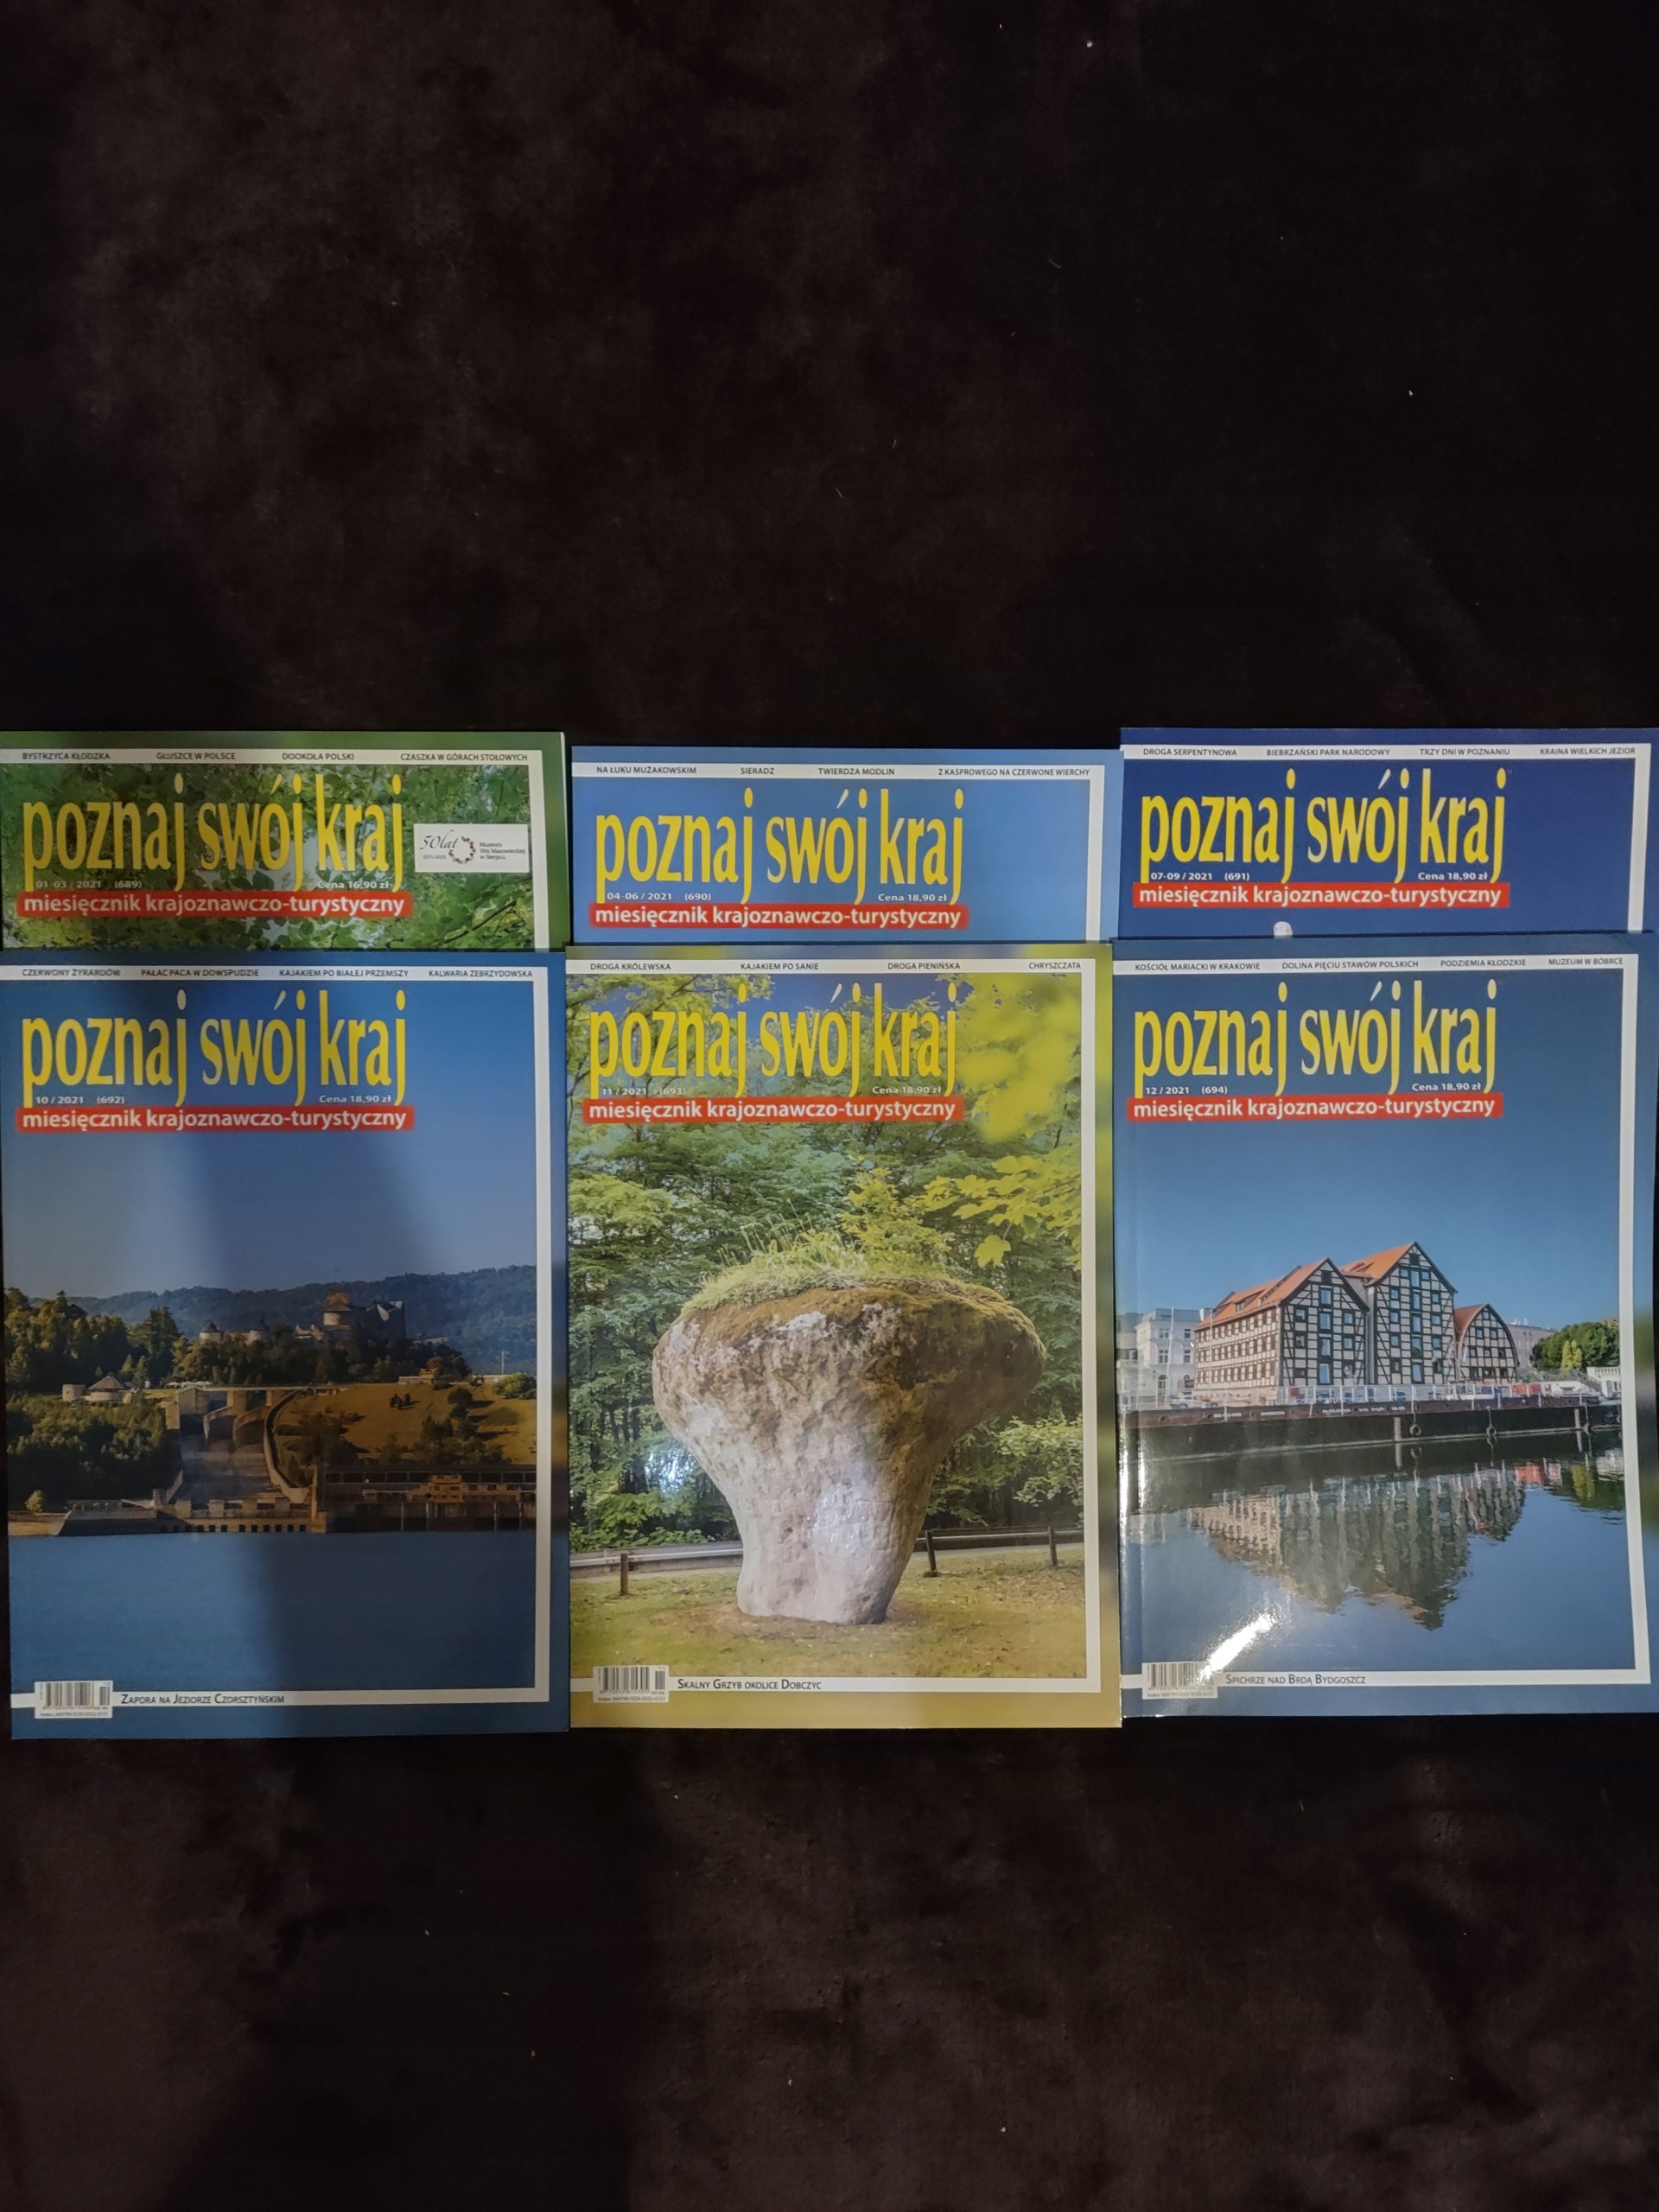 BYSTRZYCA KŁODZKA GŁUSZCE W POLSCE DOOKOŁA POLSKI CZASZKA W GÓRACH STOŁOWYCH
poznaj swój kraj
50 lat
Muzeum
Wsi Mazowieckiej
w Sierpcu
01-03 / 2021 (689) Cena 16,90 zł
miesięcznik krajoznawczo-turystyczny
NA ŁUKU MUŻAKOWSKIM SIERADZ TWIERDZA MODLIN Z KASPROWEGO NA CZERWONE WIERCHY
poznaj swój kraj
04-06 / 2021 (690) Cena 18,90 zł
miesięcznik krajoznawczo-turystyczny
DROGA SERPENTYNOWA BIEBRZAŃSKI PARK NARODOWY TRZY DNI W POZNANIU KRAINA WIELKICH JEZIOR
poznaj swój kraj
07-09 / 2021 (691) Cena 18,90 zł
miesięcznik krajoznawczo-turystyczny
CZERWONY ŻYRARDÓW PAŁAC PACA W DOWSPUDZIE KAJAKIEM PO BIAŁEJ PRZEMSZY KALWARIA ZEBRZYDOWSKA
poznaj swój kraj
10 / 2021 (692) Cena 18,90 zł
miesięcznik krajoznawczo-turystyczny
ZAPORA NA JEZIORZE CZORSZTYŃSKIM
DROGA KRÓLEWSKA KAJAKIEM PO SANIE DROGA PIENIŃSKA CHRYSZCZATA
poznaj swój kraj
11 / 2021 (693) Cena 18,90 zł
miesięcznik krajoznawczo-turystyczny
SKALNY GRZYB OKOLICE DOBCZYC
KOŚCIÓŁ MARIACKI W KRAKOWIE DOLINA PIĘCIU STAWÓW POLSKICH PODZIEMIA KŁODZKIE MUZEUM W BÓBRCE
poznaj swój kraj
12 / 2021 (694) Cena 18,90 zł
miesięcznik krajoznawczo-turystyczny
SPICHRZE NAD BRDĄ BYDGOSZCZ